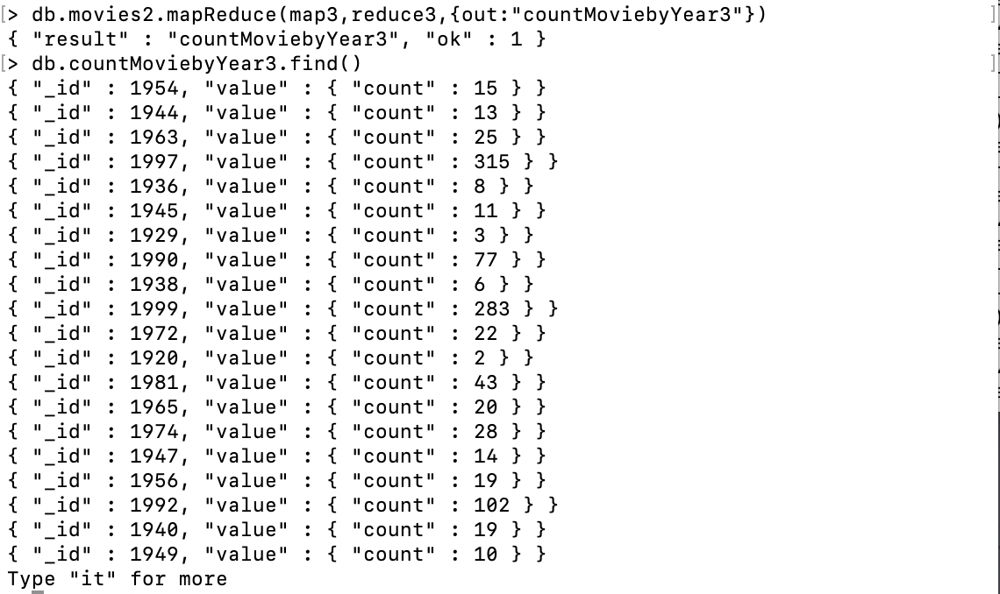 [> db.movies2.mapReduce(map3,reduce3,{out:"countMoviebyYear3"}) ]
{ "result" : "countMoviebyYear3", "ok" : 1 }
[> db.countMoviebyYear3.find() ]
{ "_id" : 1954, "value" : { "count" : 15 } }
{ "_id" : 1944, "value" : { "count" : 13 } }
{ "_id" : 1963, "value" : { "count" : 25 } }
{ "_id" : 1997, "value" : { "count" : 315 } }
{ "_id" : 1936, "value" : { "count" : 8 } }
{ "_id" : 1945, "value" : { "count" : 11 } }
{ "_id" : 1929, "value" : { "count" : 3 } }
{ "_id" : 1990, "value" : { "count" : 77 } }
{ "_id" : 1938, "value" : { "count" : 6 } }
{ "_id" : 1999, "value" : { "count" : 283 } }
{ "_id" : 1972, "value" : { "count" : 22 } }
{ "_id" : 1920, "value" : { "count" : 2 } }
{ "_id" : 1981, "value" : { "count" : 43 } }
{ "_id" : 1965, "value" : { "count" : 20 } }
{ "_id" : 1974, "value" : { "count" : 28 } }
{ "_id" : 1947, "value" : { "count" : 14 } }
{ "_id" : 1956, "value" : { "count" : 19 } }
{ "_id" : 1992, "value" : { "count" : 102 } }
{ "_id" : 1940, "value" : { "count" : 19 } }
{ "_id" : 1949, "value" : { "count" : 10 } }
Type "it" for more